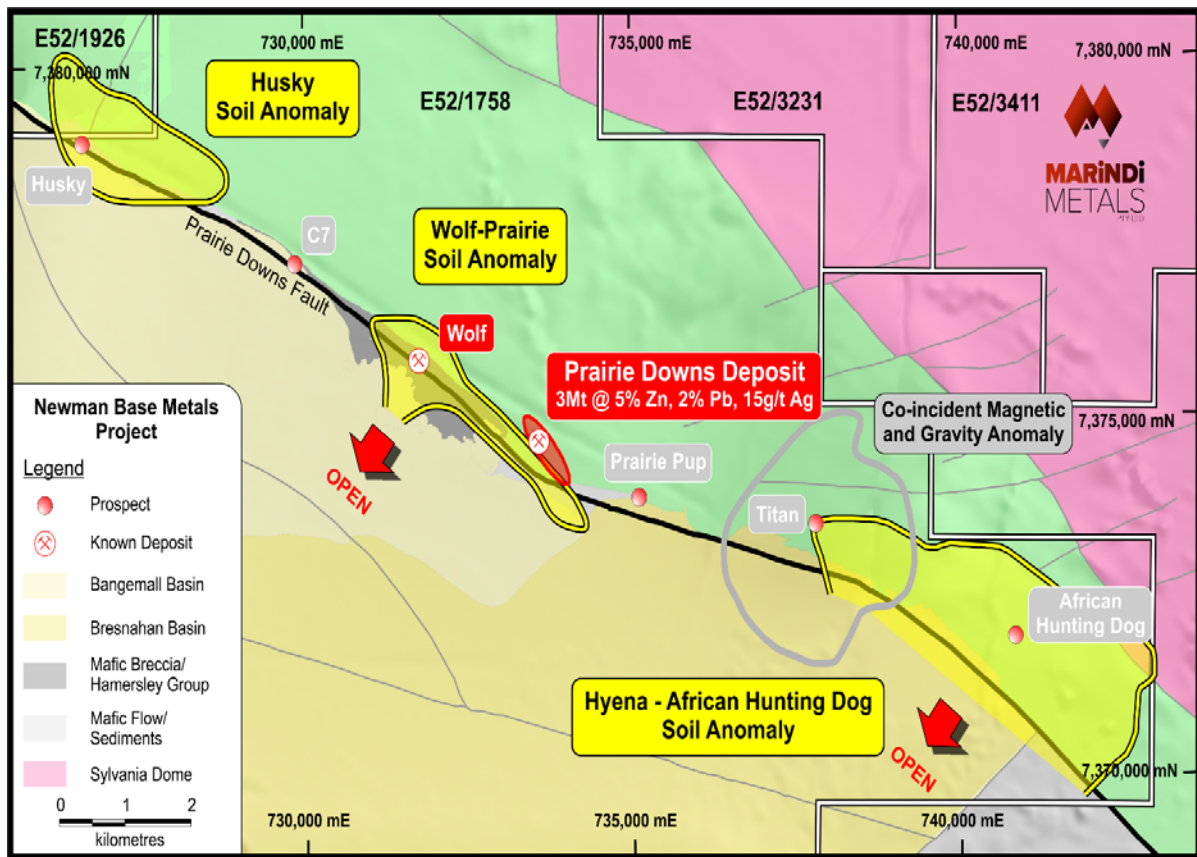 E52/1926
730,000 mE
735,000 mE
740,000 mE
7,380,000 mN
7,380,000 mN
Husky
Soil Anomaly
E52/1758
E52/3231
E52/3411
MARiNDi
METALS
PTY LTD
Husky
C7
Prairie Downs Fault
Wolf-Prairie
Soil Anomaly
Wolf
Prairie Downs Deposit
3Mt @ 5% Zn, 2% Pb, 15g/t Ag
Co-incident Magnetic
and Gravity Anomaly
7,375,000 mN
OPEN
Prairie Pup
Titan
African
Hunting Dog
Hyena - African Hunting Dog
Soil Anomaly
OPEN
7,370,000 mN
Newman Base Metals
Project
Legend
Prospect
Known Deposit
Bangemall Basin
Bresnahan Basin
Mafic Breccia/
Hamersley Group
Mafic Flow/
Sediments
Sylvania Dome
0 1 2
kilometres
730,000 mE
735,000 mE
740,000 mE